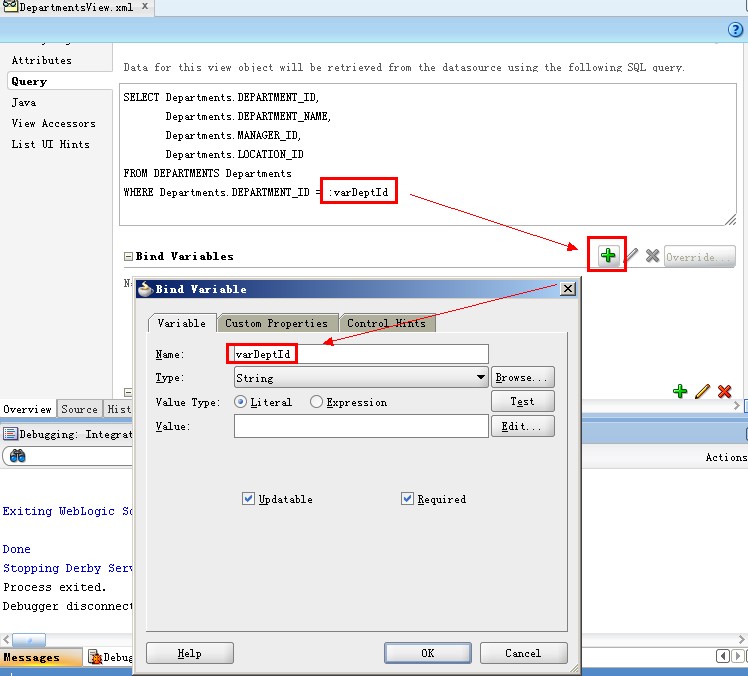 DepartmentsView.xml x
Attributes
Query
Java
View Accessors
List UI Hints
Data for this view object will be retrieved from the datasource using the following SQL query.
SELECT Departments.DEPARTMENT_ID,
Departments.DEPARTMENT_NAME,
Departments.MANAGER_ID,
Departments.LOCATION_ID
FROM DEPARTMENTS Departments
WHERE Departments.DEPARTMENT_ID = :varDeptId
Bind Variables
Override...
Bind Variable
Variable Custom Properties Control Hints
Name: varDeptId
Type: String Browse...
Value Type: Literal Expression Test
Value: Edit...
Updatable Required
Help OK Cancel
Overview Source Hist
Debugging: Integrat
Actions
Exiting WebLogic Se
Done
Stopping Derby Serv
Process exited.
Debugger disconnect
Messages Debug